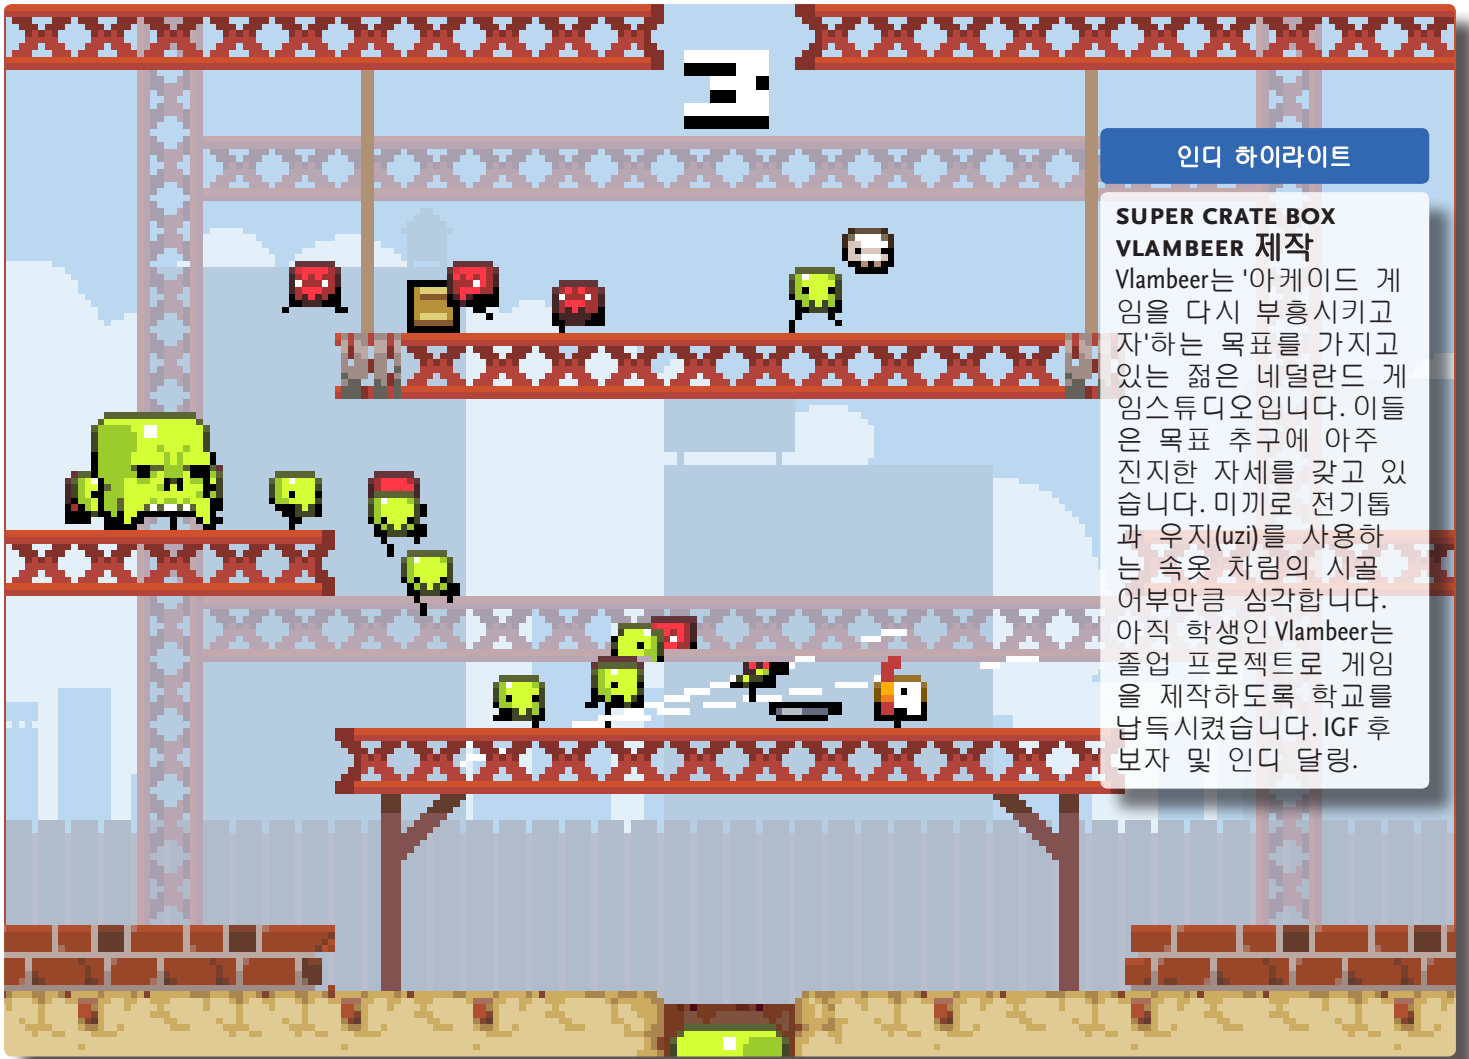 3
인디 하이라이트
SUPER CRATE BOX
VLAMBEER 제작
Vlambeer는 '아케이드 게
임을 다시 부흥시키고
자'하는 목표를 가지고
있는 젊은 네덜란드 게
임스튜디오입니다. 이들
은 목표 추구에 아주
진지한 자세를 갖고 있
습니다. 미끼로 전기톱
과 우지(uzi)를 사용하
는 속옷 차림의 시골
어부만큼 심각합니다.
아직 학생인 Vlambeer는
졸업 프로젝트로 게임
을 제작하도록 학교를
납득시켰습니다. IGF 후
보자 및 인디 달링.